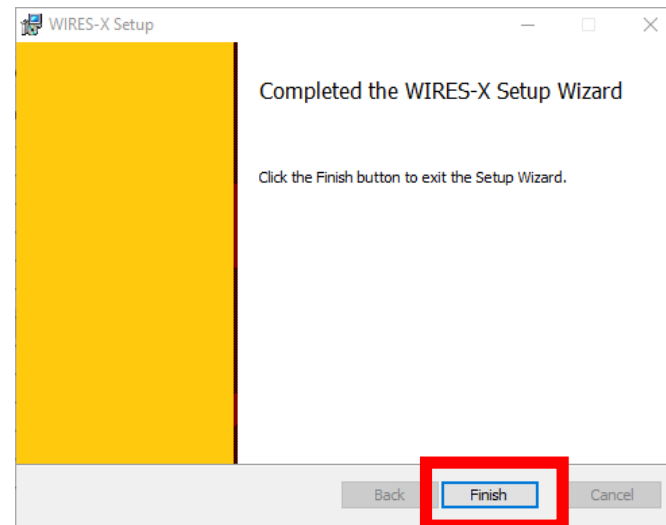 WIRES-X Setup
Completed the WIRES-X Setup Wizard
Click the Finish button to exit the Setup Wizard.
Back Finish Cancel